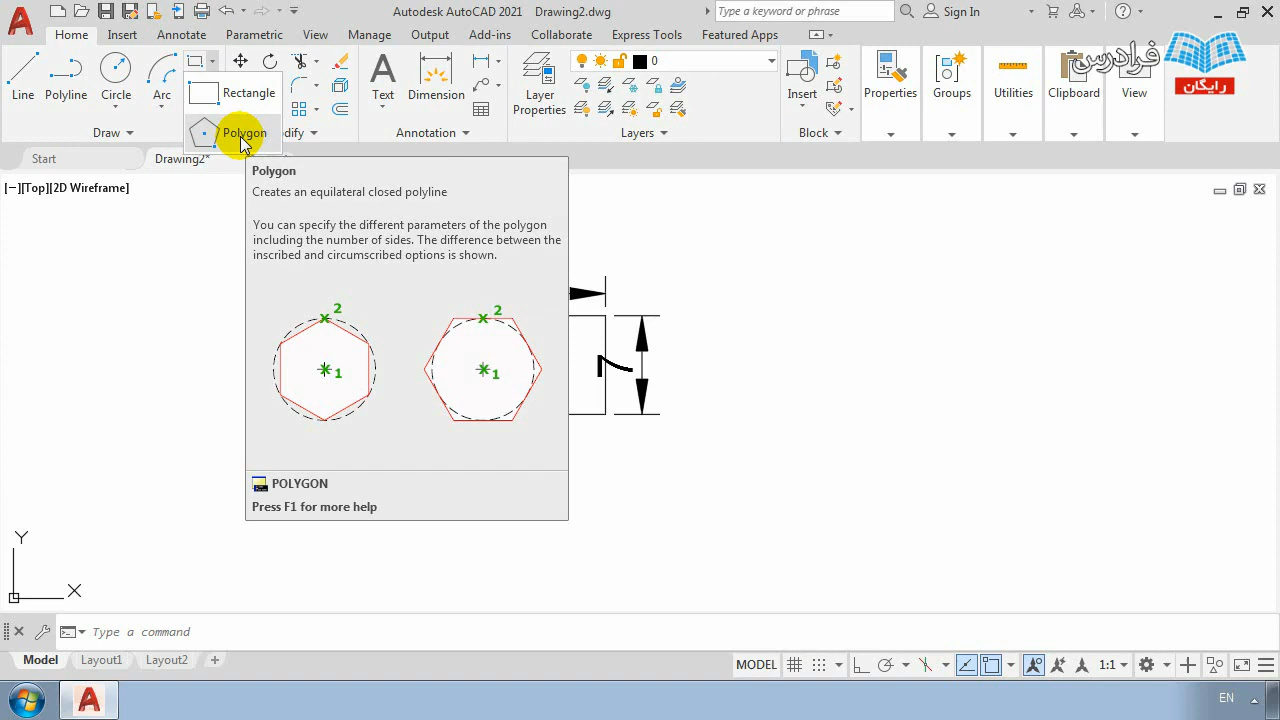 Autodesk AutoCAD 2021 Drawing2.dwg
Type a keyword or phrase
Sign In
Home Insert Annotate Parametric View Manage Output Add-ins Collaborate Express Tools Featured Apps
Line Polyline Circle Arc
Rectangle
Polygon
Text Dimension
Layer
Properties
0
Insert Properties Groups Utilities Clipboard View
Draw
dify
Annotation
Layers
Block
فرادرس
رایگان
Start
Drawing2*
[−][Top][2D Wireframe]
Polygon
Creates an equilateral closed polyline
You can specify the different parameters of the polygon
including the number of sides. The difference between the
inscribed and circumscribed options is shown.
2
1
2
1
POLYGON
Press F1 for more help
Y
X
Type a command
Model Layout1 Layout2
MODEL
1:1
EN